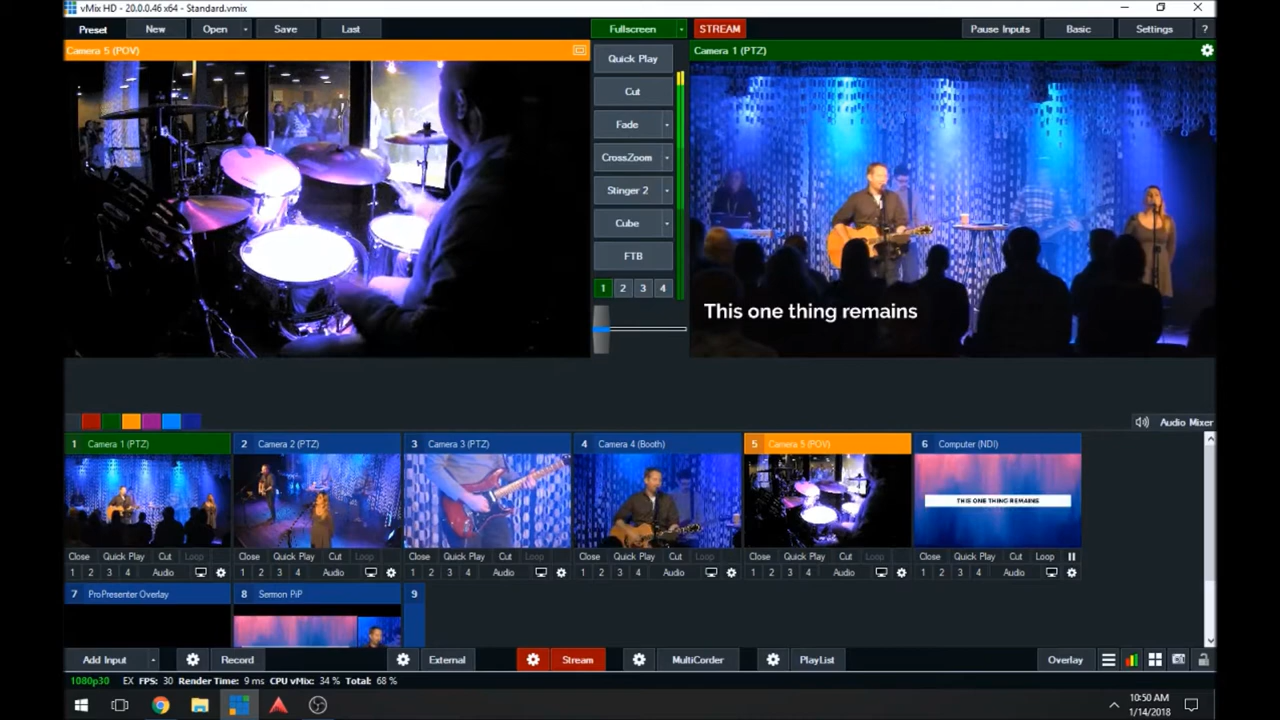 vMix HD - 20.0.0.46 x64 - Standard.vmix
Preset New Open Save Last Fullscreen STREAM Pause Inputs Basic Settings ?
Camera 5 (POV)
Camera 1 (PTZ)
Quick Play
Cut
Fade
CrossZoom
Stinger 2
Cube
FTB
1 2 3 4
This one thing remains
Audio Mixer
1 Camera 1 (PTZ) 2 Camera 2 (PTZ) 3 Camera 3 (PTZ) 4 Camera 4 (Booth) 5 Camera 5 (POV) 6 Computer (NDI)
THIS ONE THING REMAINS
Close Quick Play Cut Loop Close Quick Play Cut Loop Close Quick Play Cut Loop Close Quick Play Cut Loop Close Quick Play Cut Loop Close Quick Play Cut Loop
1 2 3 4 Audio 1 2 3 4 Audio 1 2 3 4 Audio 1 2 3 4 Audio 1 2 3 4 Audio 1 2 3 4 Audio
7 ProPresenter Overlay 8 Sermon PiP 9
Add Input Record External Stream MultiCorder PlayList Overlay
1080p30 EX FPS: 30 Render Time: 9 ms CPU vMix: 34 % Total: 68 %
10:50 AM
1/14/2018